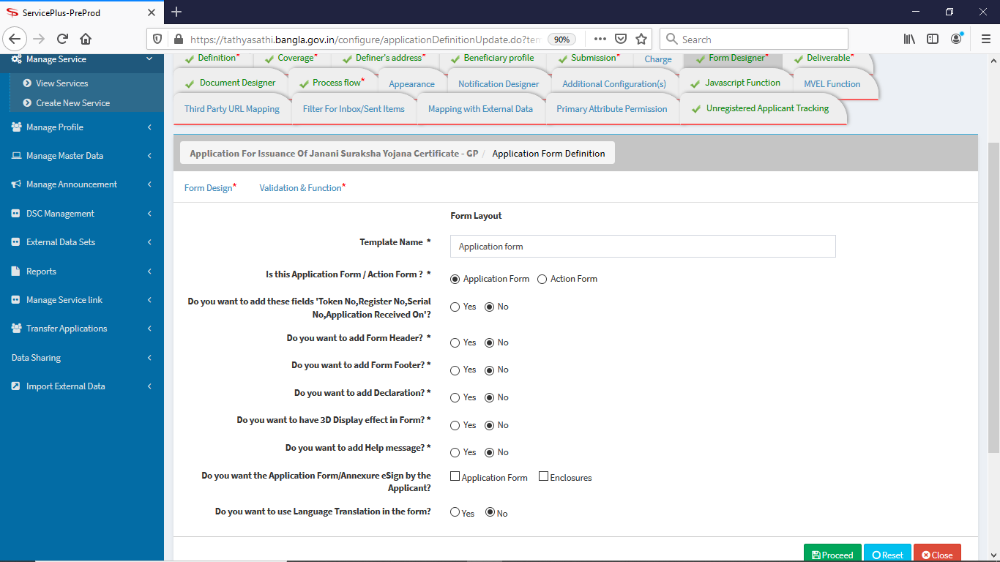 ServicePlus-PreProd
https://tathyasathi.bangla.gov.in/configure/applicationDefinitionUpdate.do?tem
90%
Search
Manage Service
View Services
Create New Service
Manage Profile
Manage Master Data
Manage Announcement
DSC Management
External Data Sets
Reports
Manage Service link
Transfer Applications
Data Sharing
Import External Data
Definition* Coverage* Definer's address* Beneficiary profile Submission* Charge Form Designer* Deliverable*
Document Designer Process flow* Appearance Notification Designer Additional Configuration(s) Javascript Function MVEL Function
Third Party URL Mapping Filter For Inbox/Sent Items Mapping with External Data Primary Attribute Permission Unregistered Applicant Tracking
Application For Issuance Of Janani Suraksha Yojana Certificate - GP / Application Form Definition
Form Design* Validation & Function*
Form Layout
Template Name * Application form
Is this Application Form / Action Form ? * Application Form Action Form
Do you want to add these fields 'Token No,Register No,Serial
No,Application Received On'? Yes No
Do you want to add Form Header? * Yes No
Do you want to add Form Footer? * Yes No
Do you want to add Declaration? * Yes No
Do you want to have 3D Display effect in Form? * Yes No
Do you want to add Help message? * Yes No
Do you want the Application Form/Annexure eSign by the
Applicant? Application Form Enclosures
Do you want to use Language Translation in the form? Yes No
Proceed Reset Close